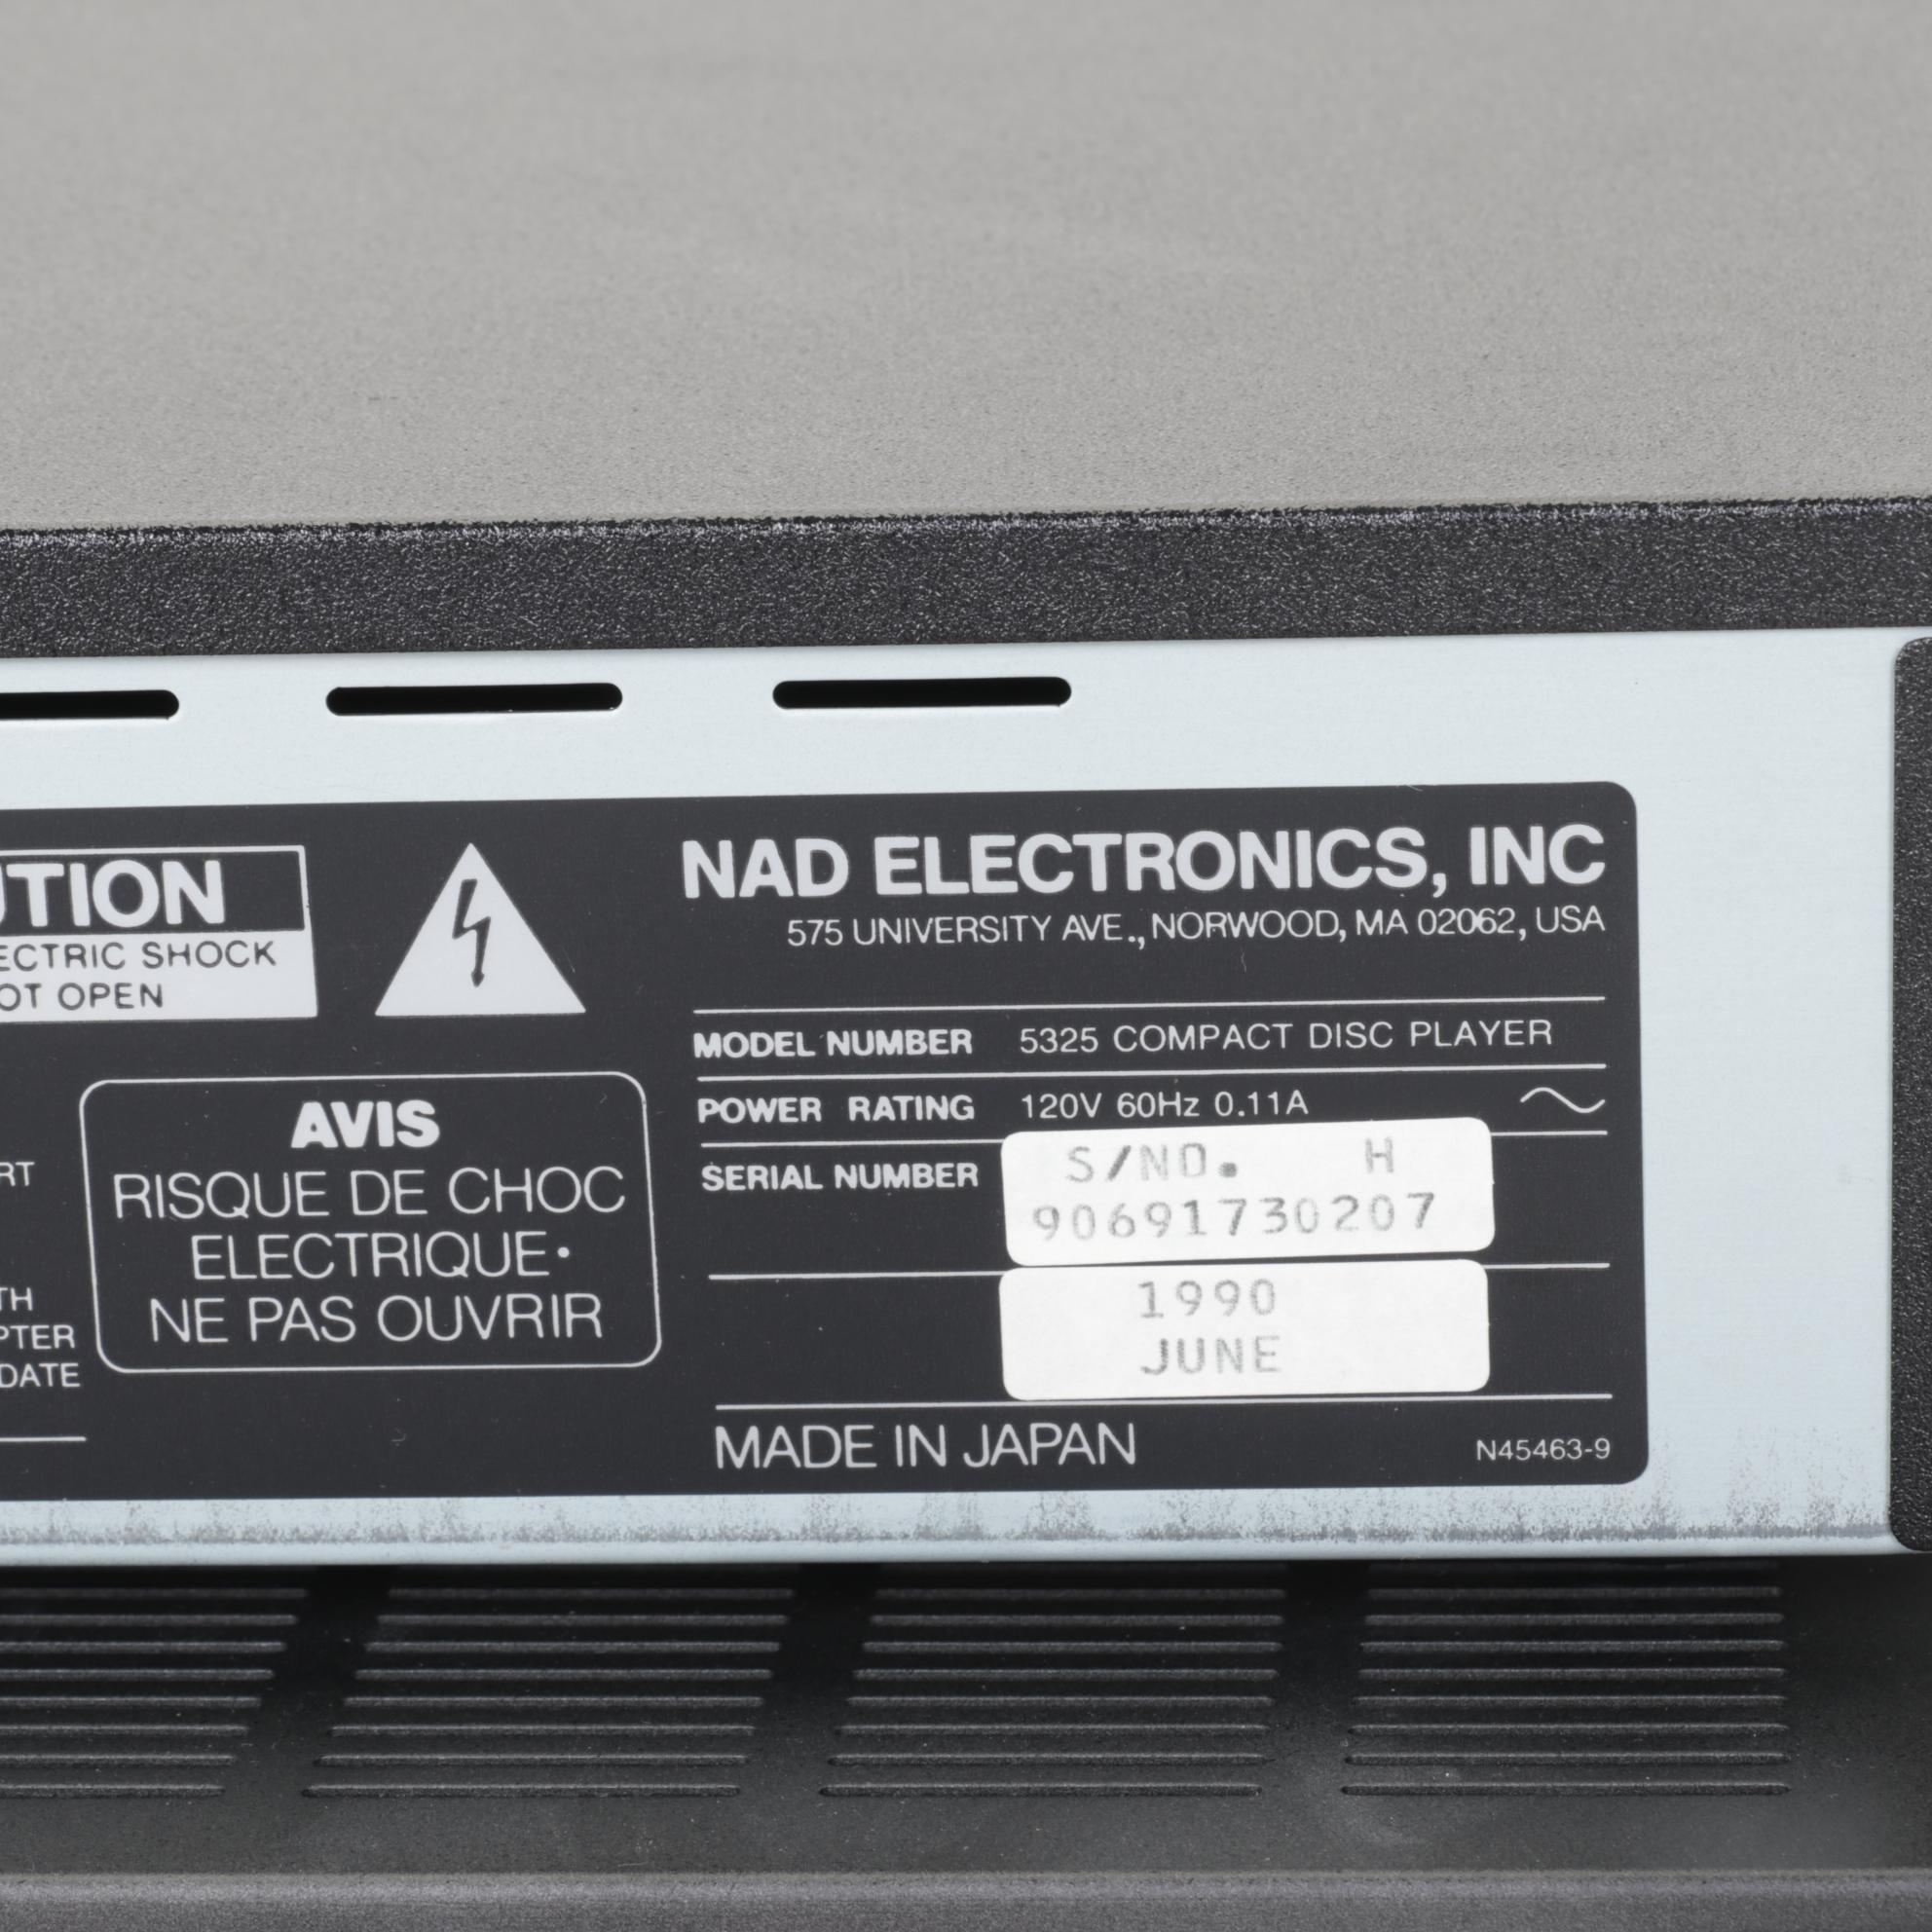 UTION
ECTRIC SHOCK
OT OPEN
RT
TH
PTER
DATE
AVIS
RISQUE DE CHOC
ELECTRIQUE•
NE PAS OUVRIR
NAD ELECTRONICS, INC
575 UNIVERSITY AVE., NORWOOD, MA 02062, USA
MODEL NUMBER 5325 COMPACT DISC PLAYER
POWER RATING 120V 60Hz 0.11A
SERIAL NUMBER S/NO. H
90691730207
1990
JUNE
MADE IN JAPAN N45463-9